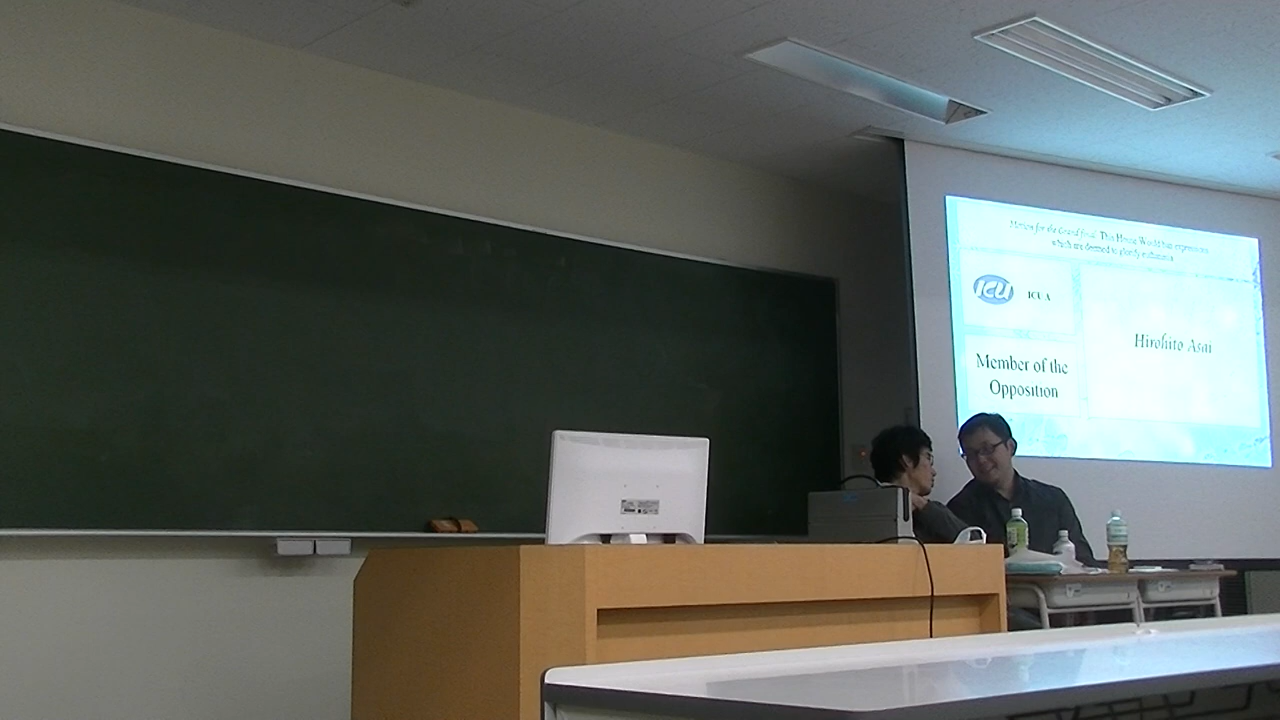 Motion for the Grand final: This House Would ban expressions
which are deemed to glorify euthanasia
ICU
ICU A
Hirohito Asai
Member of the
Opposition